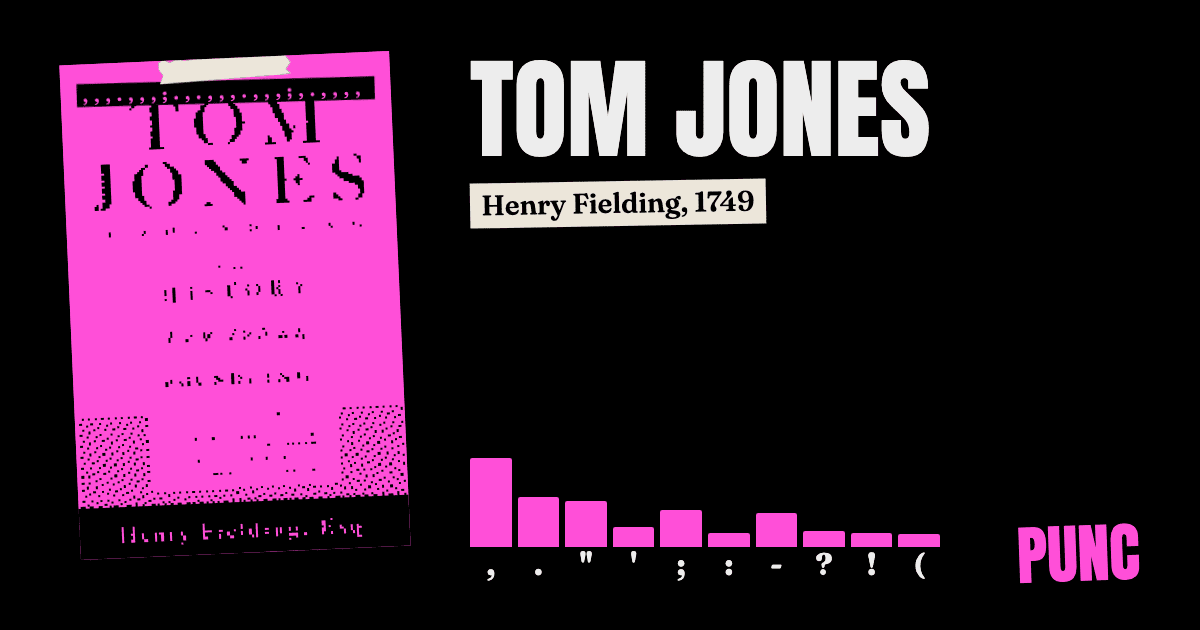 ,,,.,,,;.,.,,,.,,,;,.,,,,
TOM
JONES
HISTORY
Henry Fielding, Esq
TOM JONES
Henry Fielding, 1749
, . " ' ; : - ? ! (
PUNC